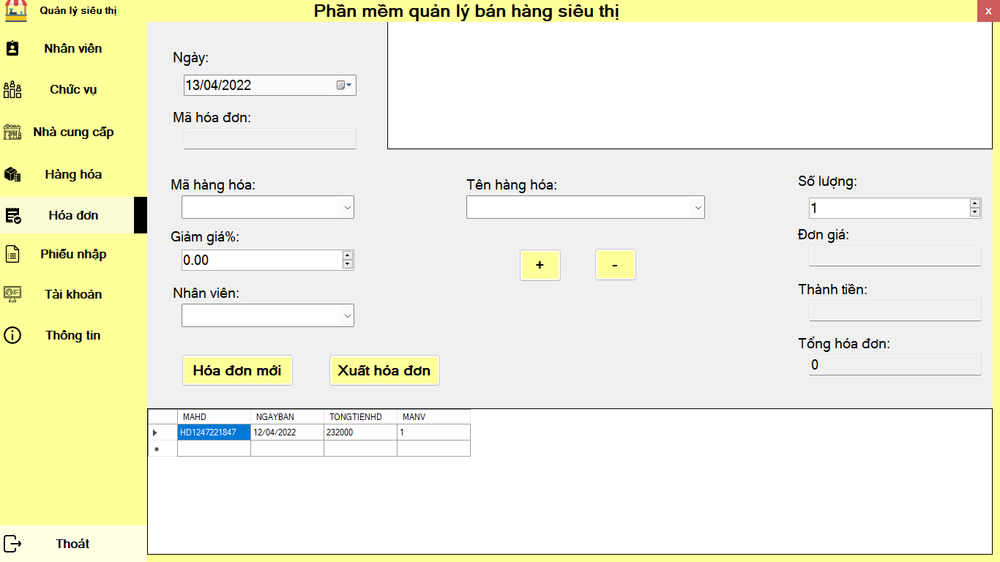 Quản lý siêu thị
Phần mềm quản lý bán hàng siêu thị
x
Nhân viên
Chức vụ
Nhà cung cấp
Hàng hóa
Hóa đơn
Phiếu nhập
Tài khoản
Thông tin
Thoát
Ngày:
13/04/2022
Mã hóa đơn:
Mã hàng hóa:
Tên hàng hóa:
Số lượng:
1
Giảm giá%:
0.00
+
-
Đơn giá:
Nhân viên:
Thành tiền:
Tổng hóa đơn:
0
Hóa đơn mới
Xuất hóa đơn
MAHD NGAYBAN TONGTIENHD MANV
HD1247221847 12/04/2022 232000 1